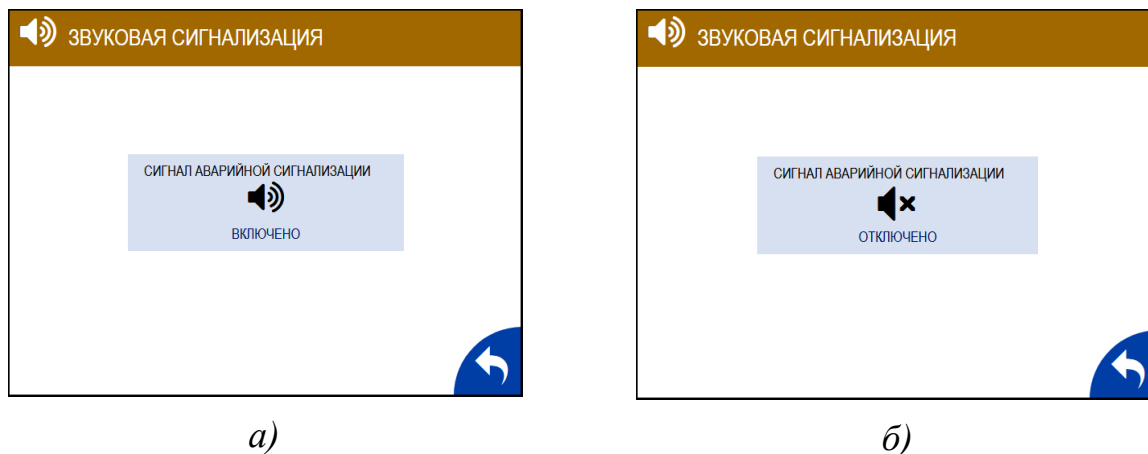 ЗВУКОВАЯ СИГНАЛИЗАЦИЯ
СИГНАЛ АВАРИЙНОЙ СИГНАЛИЗАЦИИ
ВКЛЮЧЕНО
а)
ЗВУКОВАЯ СИГНАЛИЗАЦИЯ
СИГНАЛ АВАРИЙНОЙ СИГНАЛИЗАЦИИ
ОТКЛЮЧЕНО
б)